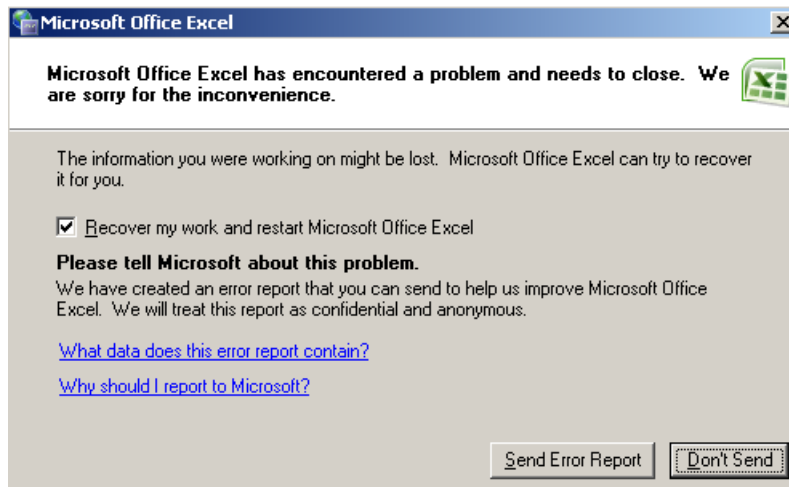 Microsoft Office Excel
Microsoft Office Excel has encountered a problem and needs to close. We
are sorry for the inconvenience.
The information you were working on might be lost. Microsoft Office Excel can try to recover
it for you.
Recover my work and restart Microsoft Office Excel
Please tell Microsoft about this problem.
We have created an error report that you can send to help us improve Microsoft Office
Excel. We will treat this report as confidential and anonymous.
What data does this error report contain?
Why should I report to Microsoft?
Send Error Report
Don't Send